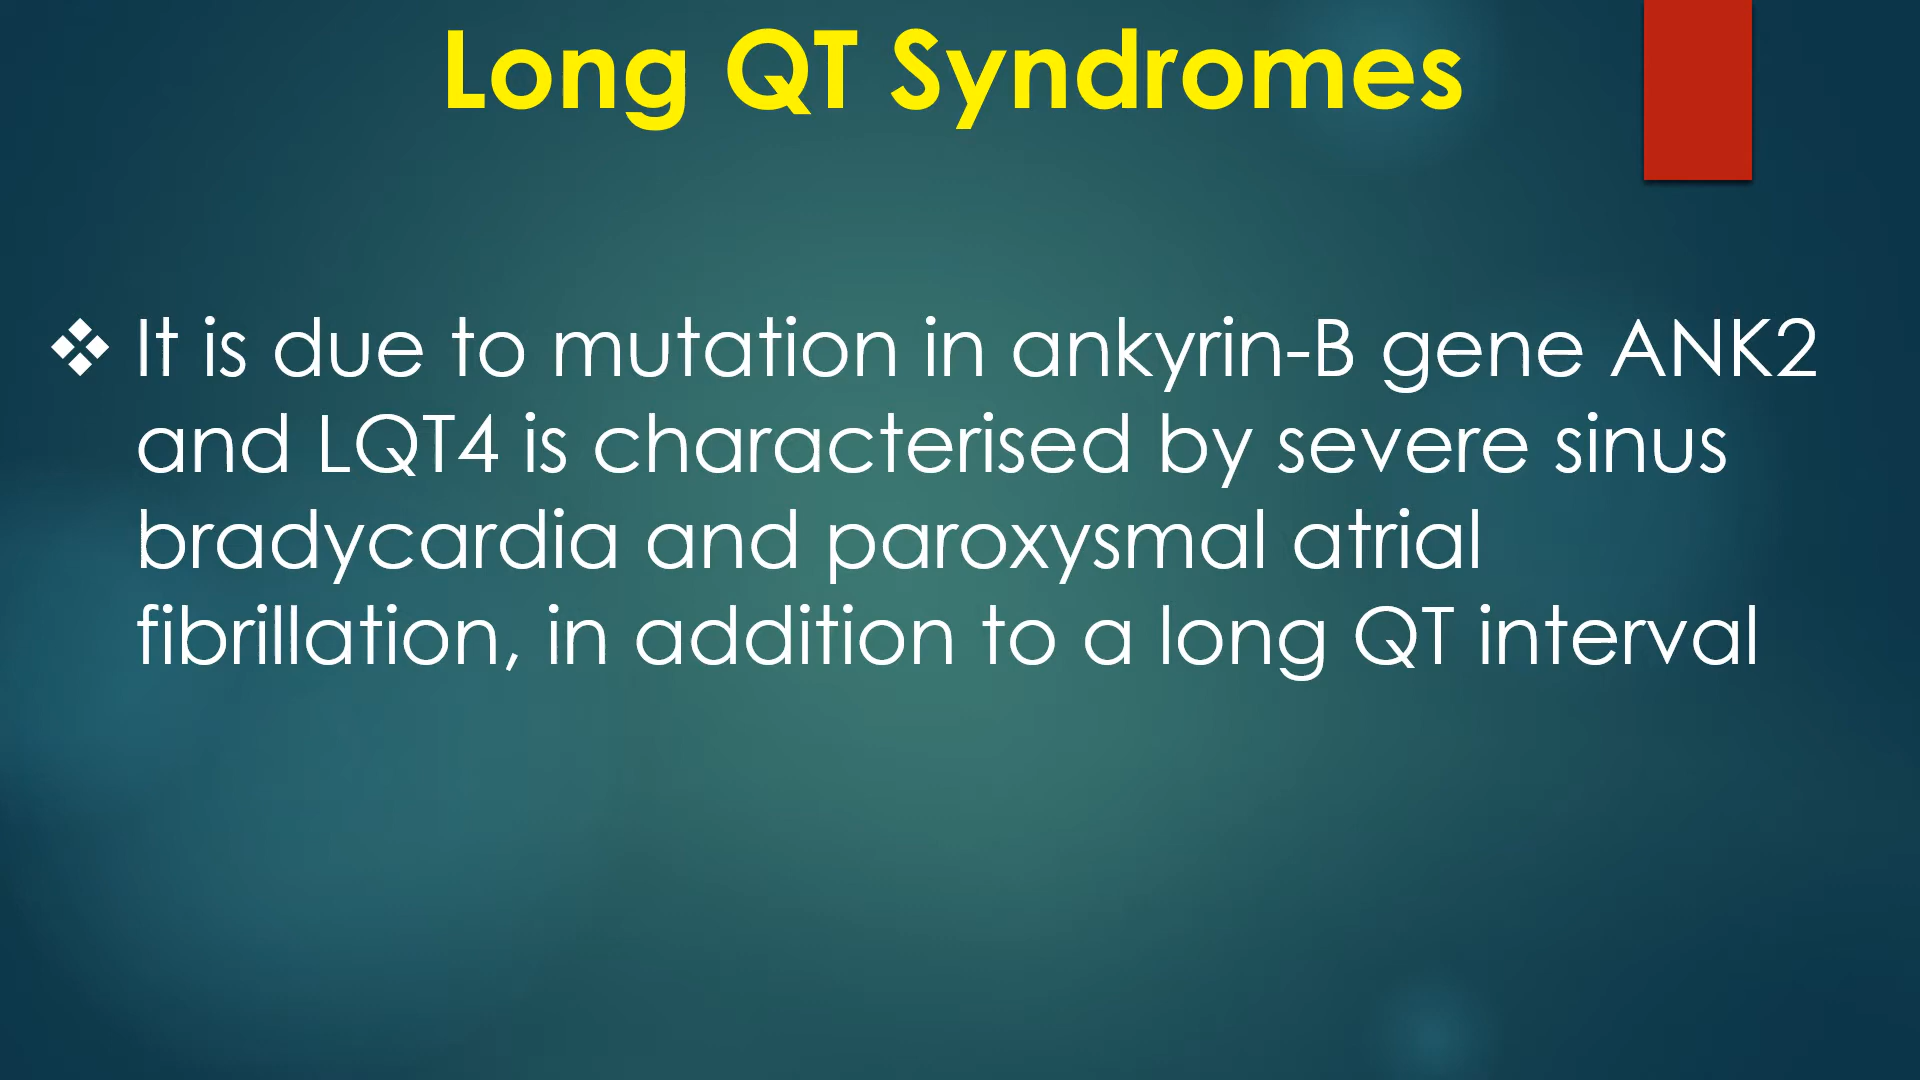 Long QT Syndromes
❖ It is due to mutation in ankyrin-B gene ANK2
and LQT4 is characterised by severe sinus
bradycardia and paroxysmal atrial
fibrillation, in addition to a long QT interval